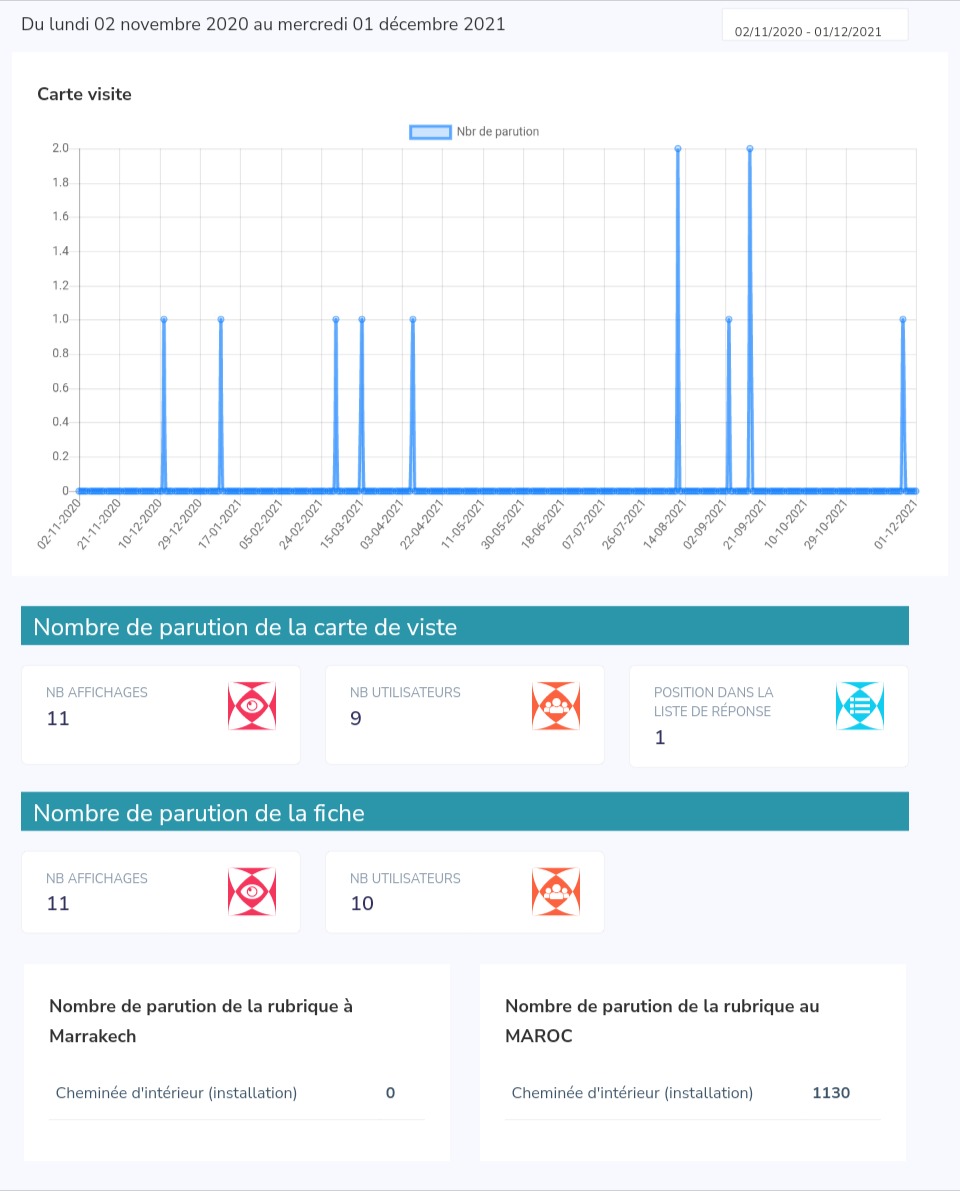 Du lundi 02 novembre 2020 au mercredi 01 décembre 2021
02/11/2020 - 01/12/2021
Carte visite
Nbr de parution
2.0
1.8
1.6
1.4
1.2
1.0
0.8
0.6
0.4
0.2
0
02-11-2020
21-11-2020
10-12-2020
29-12-2020
17-01-2021
05-02-2021
24-02-2021
15-03-2021
03-04-2021
22-04-2021
11-05-2021
30-05-2021
18-06-2021
07-07-2021
26-07-2021
14-08-2021
02-09-2021
21-09-2021
10-10-2021
29-10-2021
01-12-2021
Nombre de parution de la carte de viste
NB AFFICHAGES
11
NB UTILISATEURS
9
POSITION DANS LA
LISTE DE RÉPONSE
1
Nombre de parution de la fiche
NB AFFICHAGES
11
NB UTILISATEURS
10
Nombre de parution de la rubrique à
Marrakech
Cheminée d'intérieur (installation) 0
Nombre de parution de la rubrique au
MAROC
Cheminée d'intérieur (installation) 1130